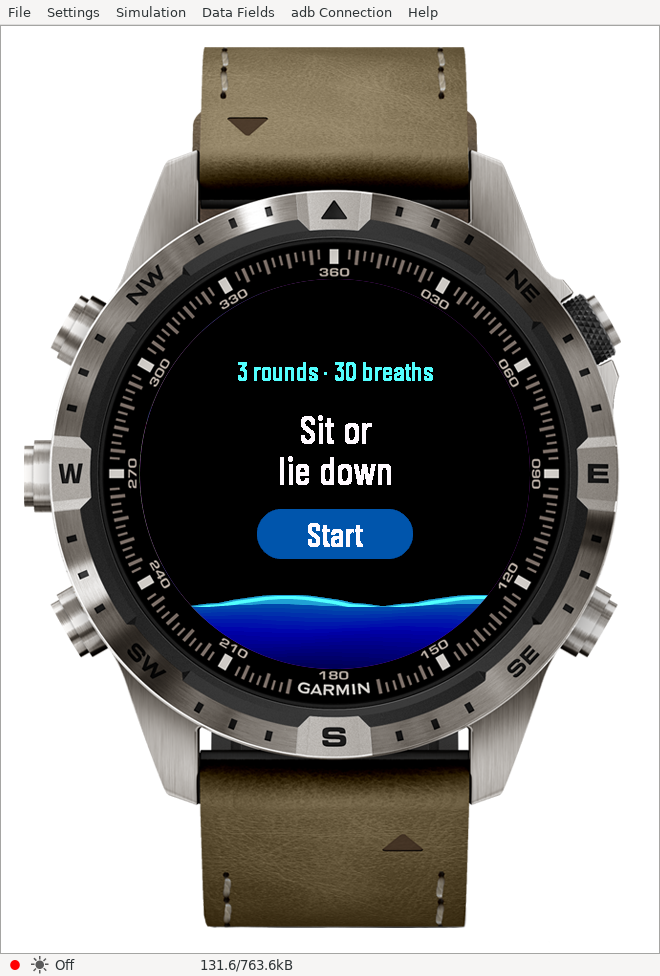 File Settings Simulation Data Fields adb Connection Help
360
330
030
NW
NE
300
060
3 rounds · 30 breaths
Sit or
W
270
lie down
090
E
Start
240
120
210
150
SW
180
SE
GARMIN
S
Off 131.6/763.6kB